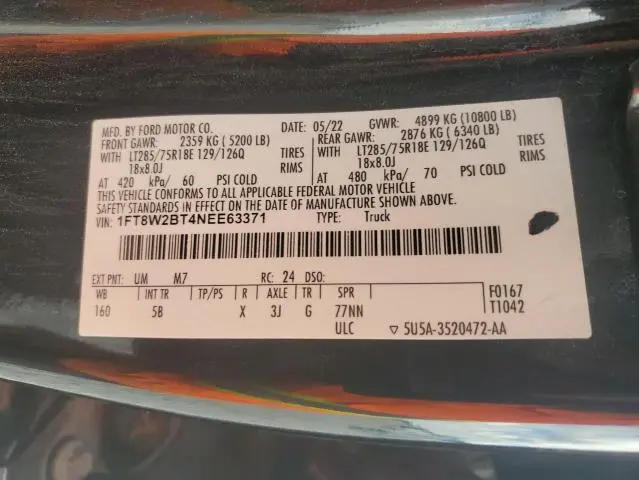 MFD. BY FORD MOTOR CO. DATE: 05/22 GVWR: 4899 KG (10800 LB)
FRONT GAWR: 2359 KG (5200 LB) REAR GAWR: 2876 KG (6340 LB)
WITH LT285/75R18E 129/126Q TIRES WITH LT285/75R18E 129/126Q TIRES
18x8.0J RIMS 18x8.0J RIMS
AT 420 kPa/ 60 PSI COLD AT 480 kPa/ 70 PSI COLD
THIS VEHICLE CONFORMS TO ALL APPLICABLE FEDERAL MOTOR VEHICLE
SAFETY STANDARDS IN EFFECT ON THE DATE OF MANUFACTURE SHOWN ABOVE.
VIN: 1FT8W2BT4NEE63371 TYPE: Truck
EXT PNT: UM M7 RC: 24 DSO:
WB INT TR TP/PS R AXLE TR SPR F0167
160 5B X 3J G 77NN T1042
ULC ▽ 5U5A-3520472-AA